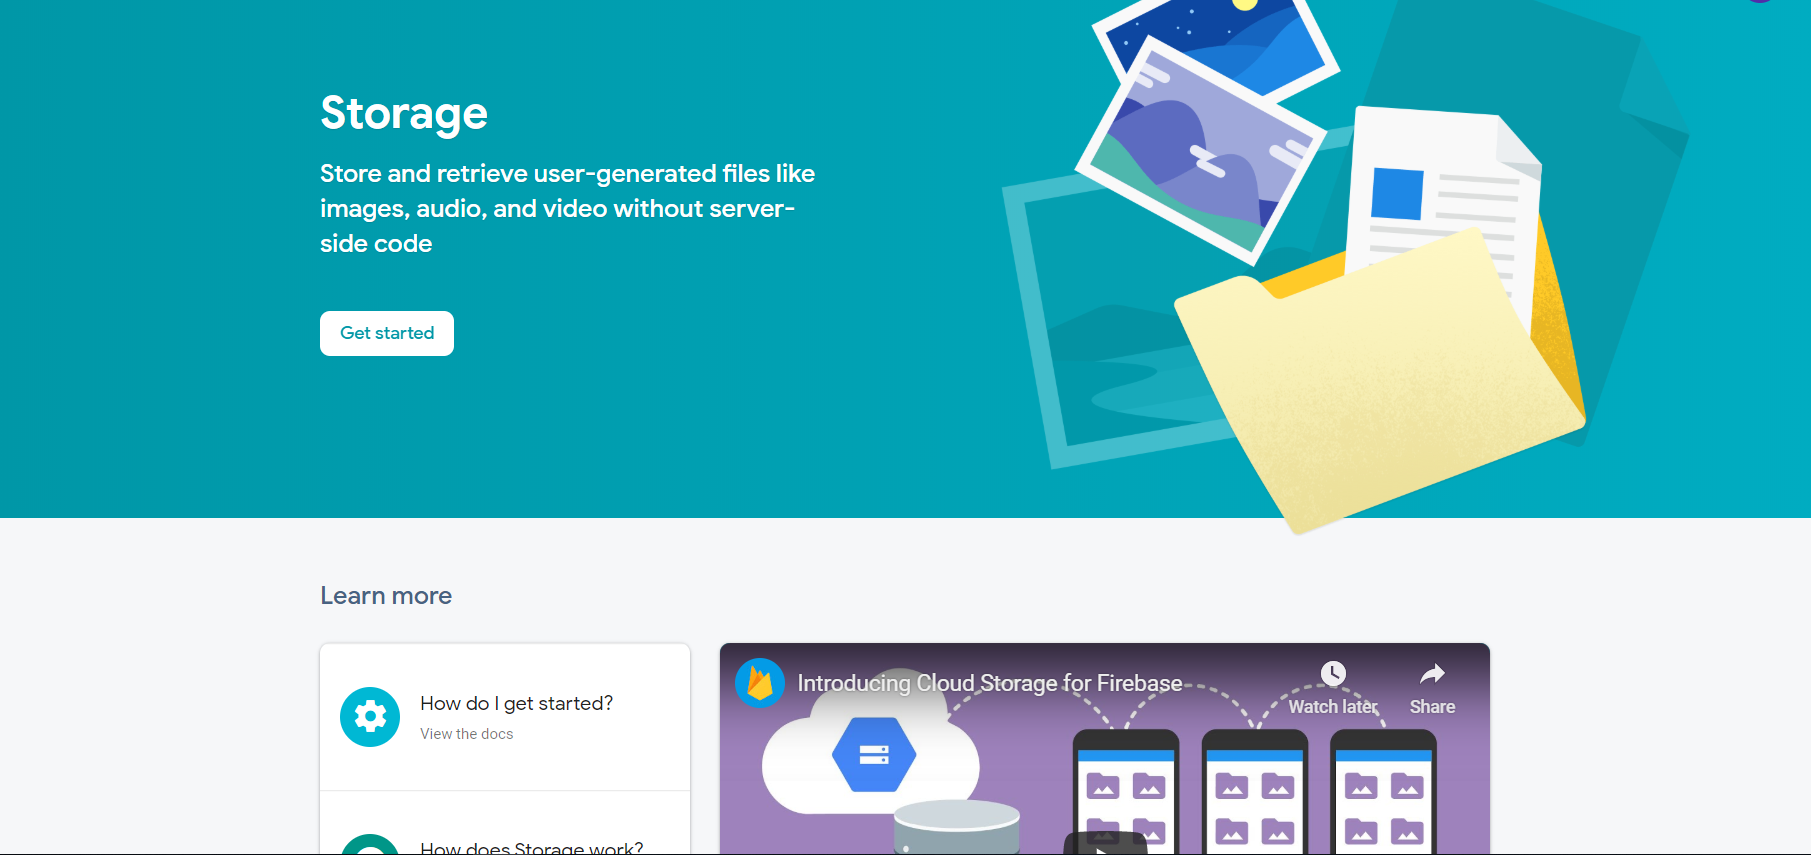 Storage
Store and retrieve user-generated files like
images, audio, and video without server-
side code
Get started
Learn more
How do I get started?
View the docs
How does Storage work?
Introducing Cloud Storage for Firebase
Watch later
Share